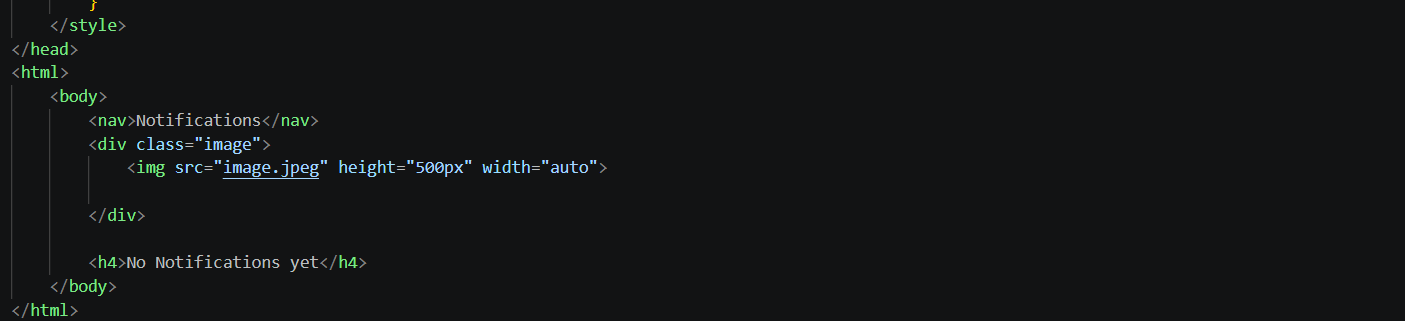 }
</style>
</head>
<html>
<body>
<nav>Notifications</nav>
<div class="image">
<img src="image.jpeg" height="500px" width="auto">
</div>
<h4>No Notifications yet</h4>
</body>
</html>